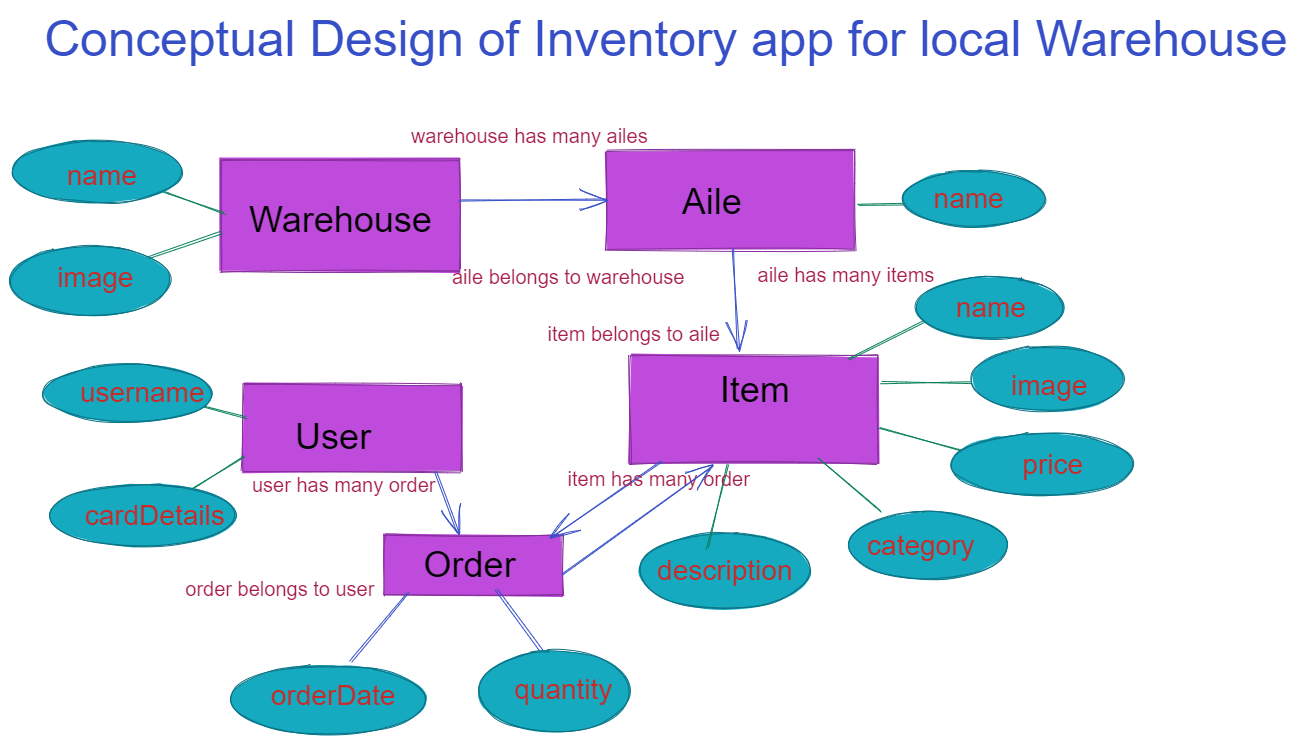 Conceptual Design of Inventory app for local Warehouse
warehouse has many ailes
name
Warehouse
Aile
name
image
aile belongs to warehouse
aile has many items
name
item belongs to aile
Item
image
username
User
price
user has many order
item has many order
cardDetails
Order
category
description
order belongs to user
orderDate
quantity